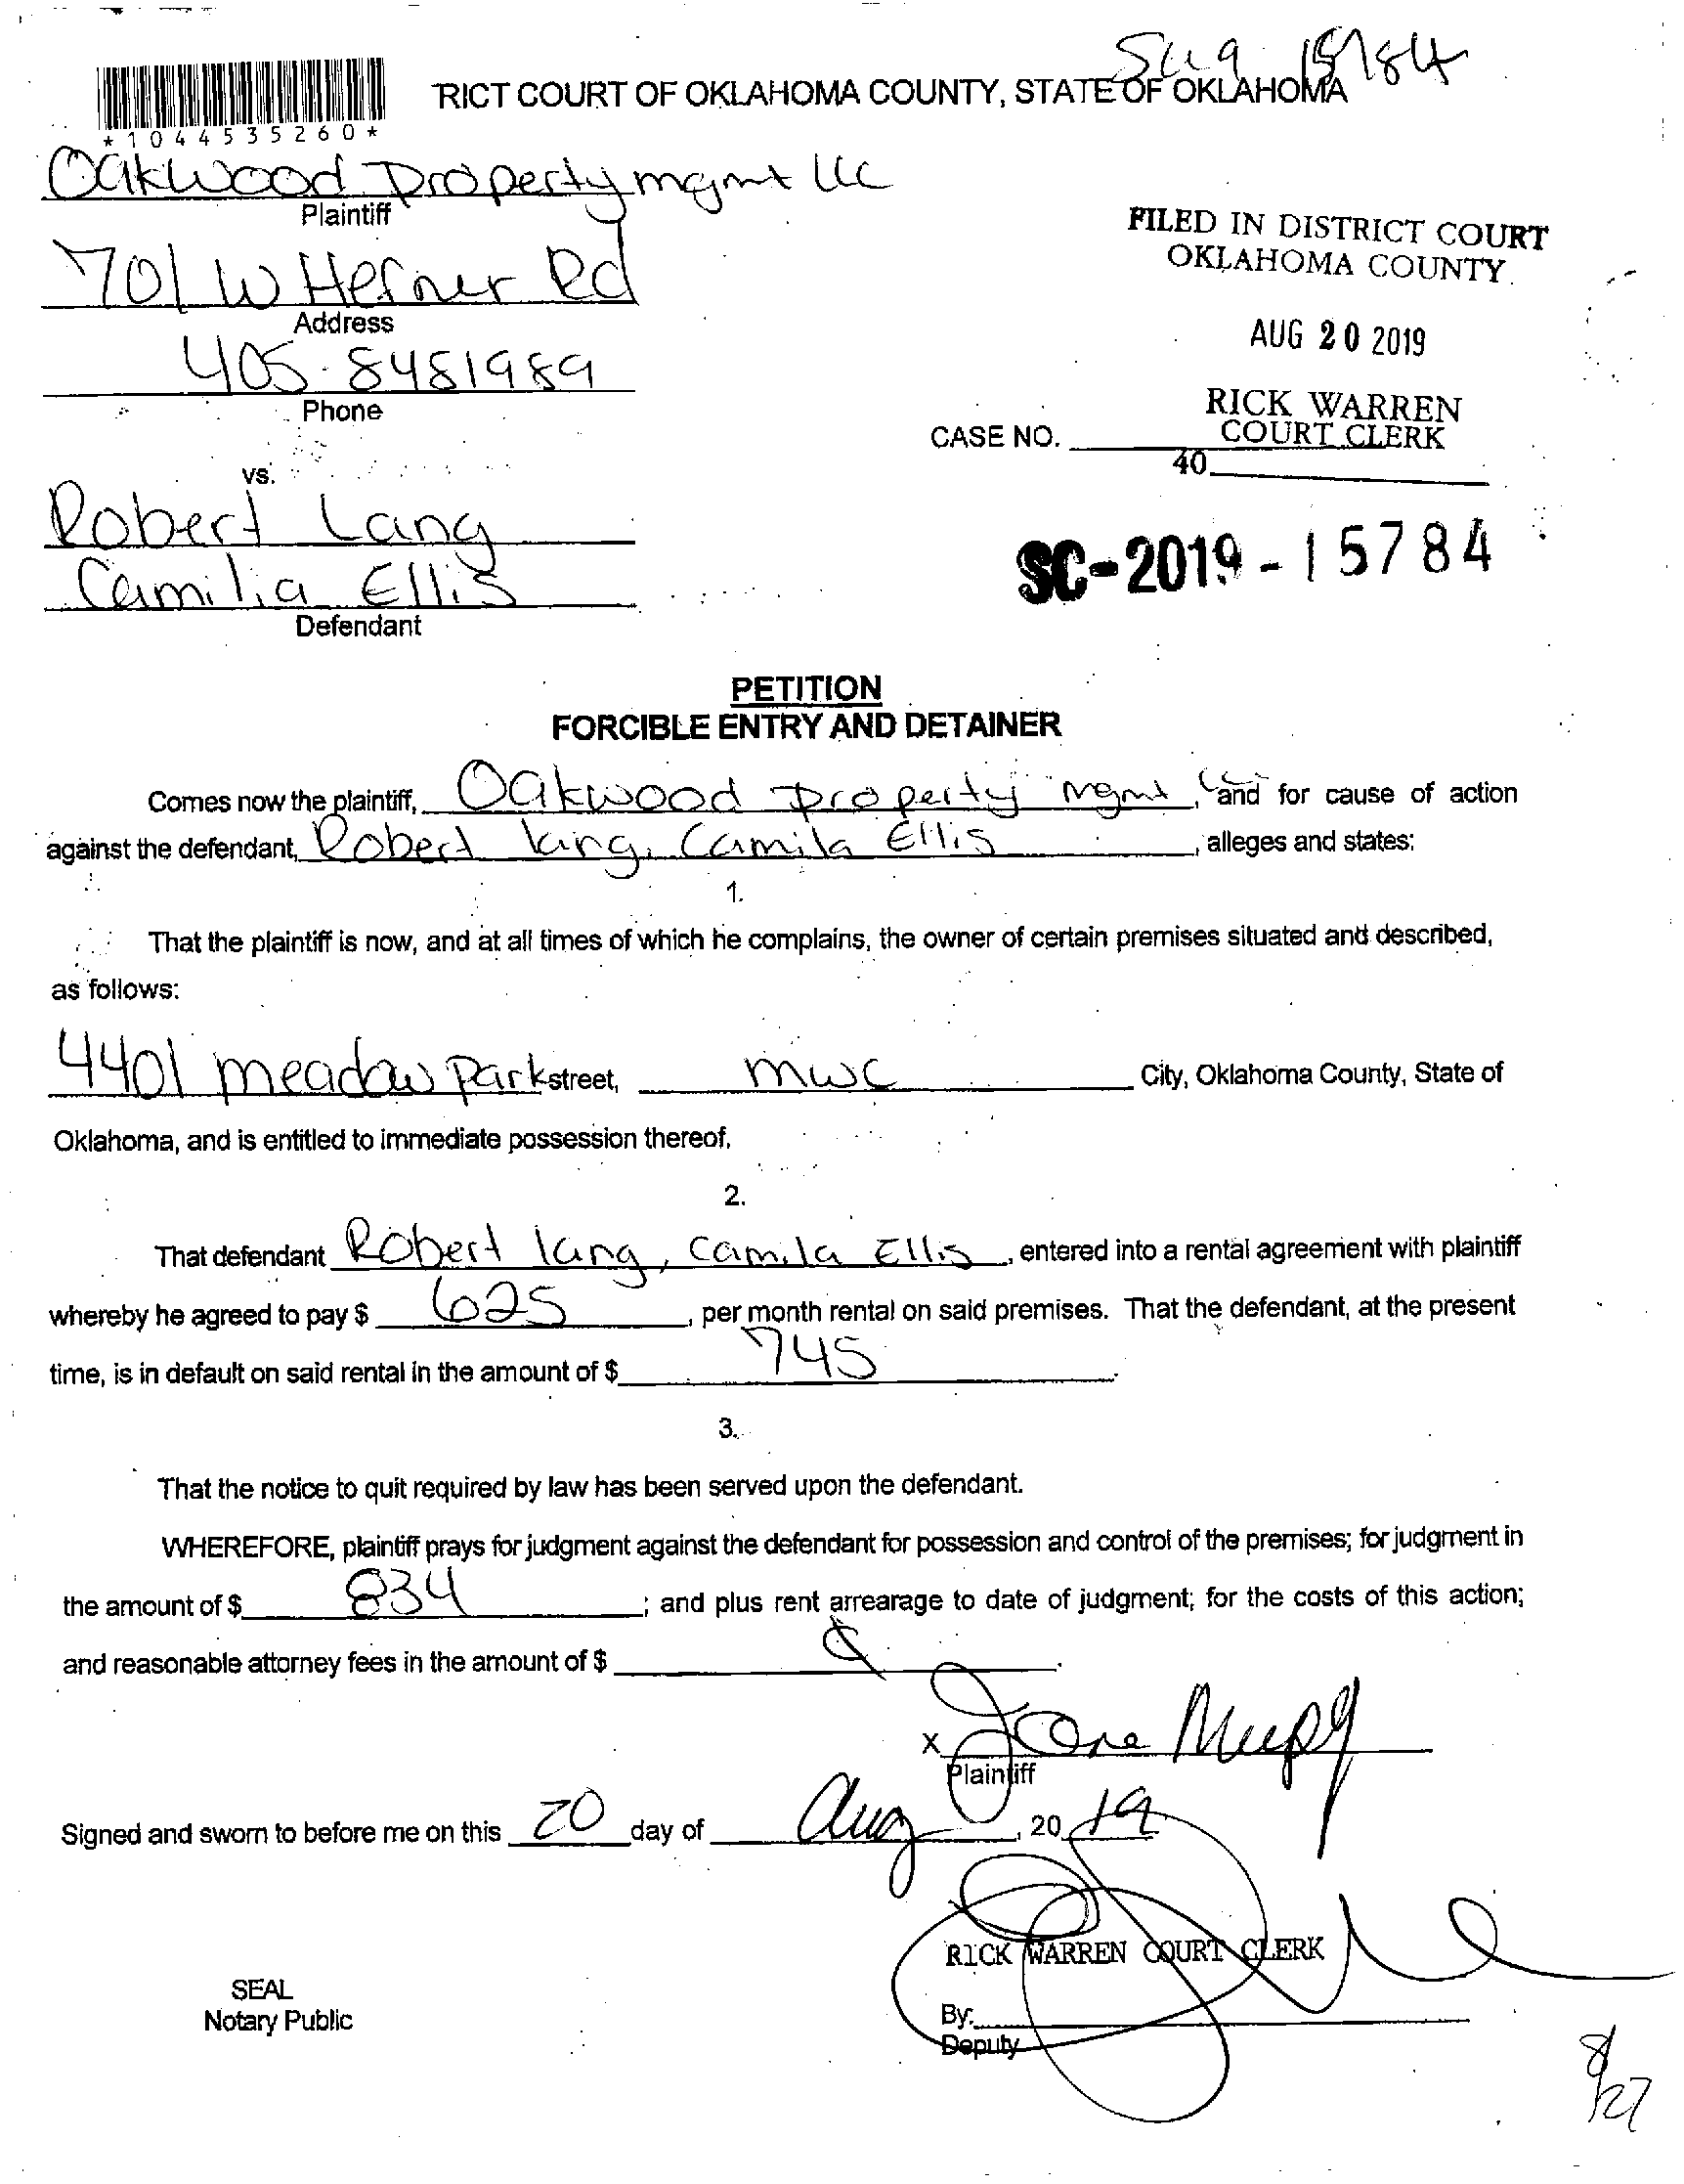 RICT COURT OF OKLAHOMA COUNTY, STATE OF OKLAHOMA
*1044535260*
Oakwood Property mgmt llc
Plaintiff
701 W Hefner Rd
Address
405-8481989
Phone
FILED IN DISTRICT COURT
OKLAHOMA COUNTY
AUG 20 2019
RICK WARREN
COURT CLERK
CASE NO.
40
vs.
Robert Lang
Camilia Ellis
Defendant
SC-2019-15784
PETITION
FORCIBLE ENTRY AND DETAINER
Comes now the plaintiff, Oakwood property mgmt, and for cause of action
against the defendant, Robert lang, Camila Ellis, alleges and states:
1.
That the plaintiff is now, and at all times of which he complains, the owner of certain premises situated and described,
as follows:
4401 meadow park street, mwc City, Oklahoma County, State of
Oklahoma, and is entitled to immediate possession thereof.
2.
That defendant Robert lang, Camila Ellis, entered into a rental agreement with plaintiff
whereby he agreed to pay $ 625, per month rental on said premises. That the defendant, at the present
time, is in default on said rental in the amount of $ 745.
3.
That the notice to quit required by law has been served upon the defendant.
WHEREFORE, plaintiff prays for judgment against the defendant for possession and control of the premises; for judgment in
the amount of $ 834; and plus rent arrearage to date of judgment; for the costs of this action;
and reasonable attorney fees in the amount of $
X
Plaintiff
Signed and sworn to before me on this 20 day of Aug, 2019
RICK WARREN COURT CLERK
SEAL
Notary Public
By:
Deputy
8/27